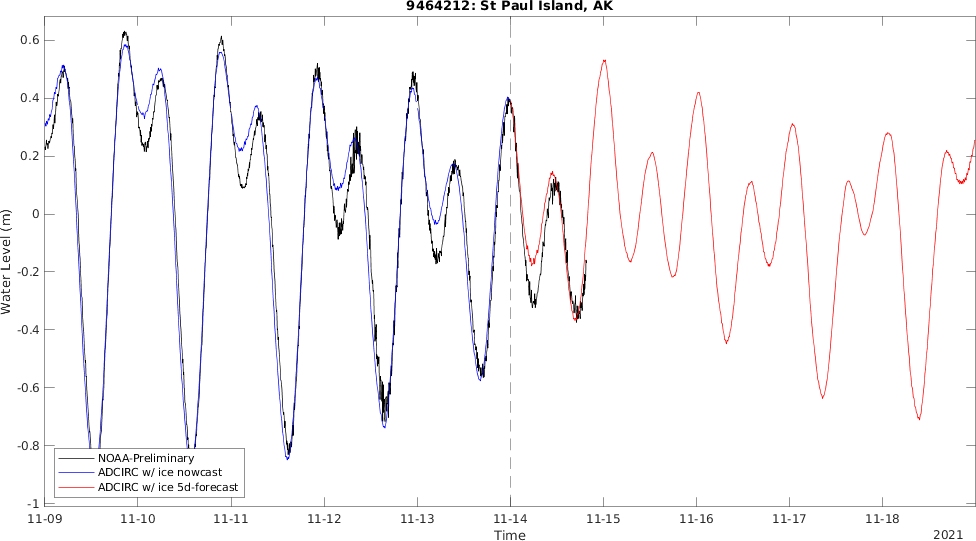 9464212: St Paul Island, AK
0.6
0.4
0.2
0
-0.2
-0.4
-0.6
-0.8
-1
Water Level (m)
NOAA-Preliminary
ADCIRC w/ ice nowcast
ADCIRC w/ ice 5d-forecast
11-09 11-10 11-11 11-12 11-13 11-14 11-15 11-16 11-17 11-18
Time
2021